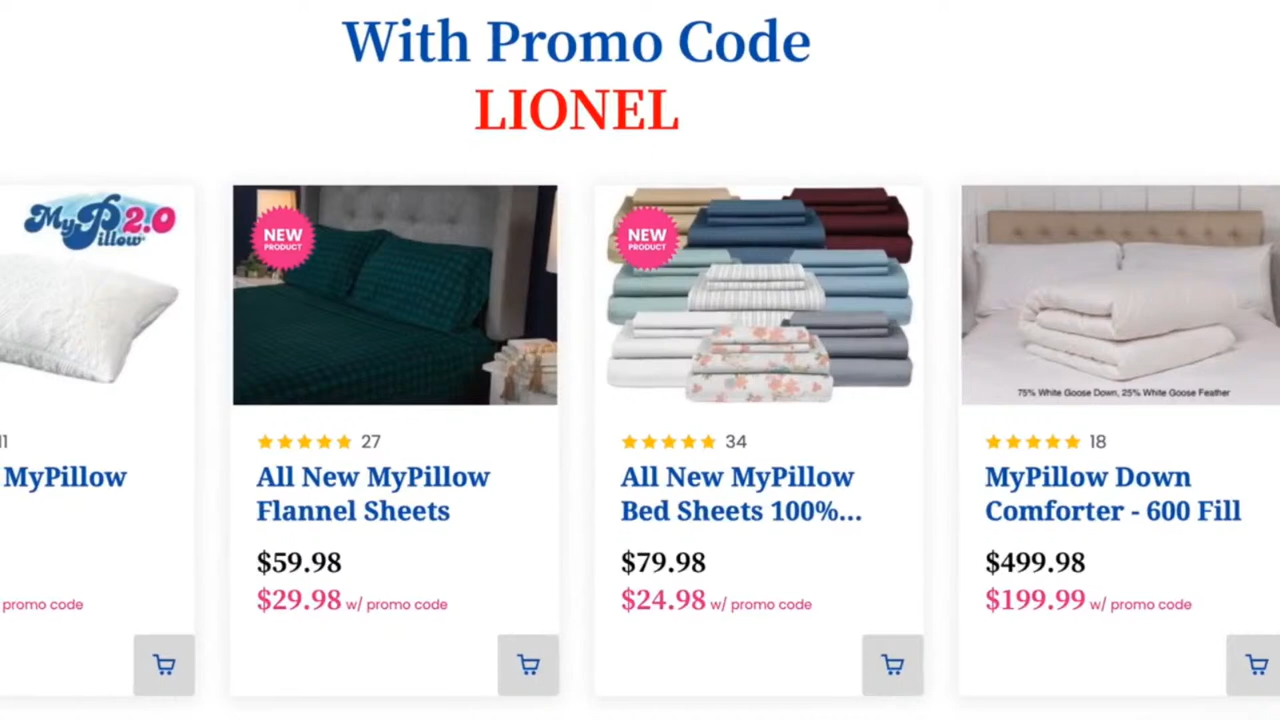 With Promo Code
LIONEL
MyPillow 2.0
MyPillow
promo code
NEW
PRODUCT
27
All New MyPillow
Flannel Sheets
$59.98
$29.98 w/ promo code
NEW
PRODUCT
34
All New MyPillow
Bed Sheets 100%...
$79.98
$24.98 w/ promo code
75% White Goose Down, 25% White Goose Feather
18
MyPillow Down
Comforter - 600 Fill
$499.98
$199.99 w/ promo code